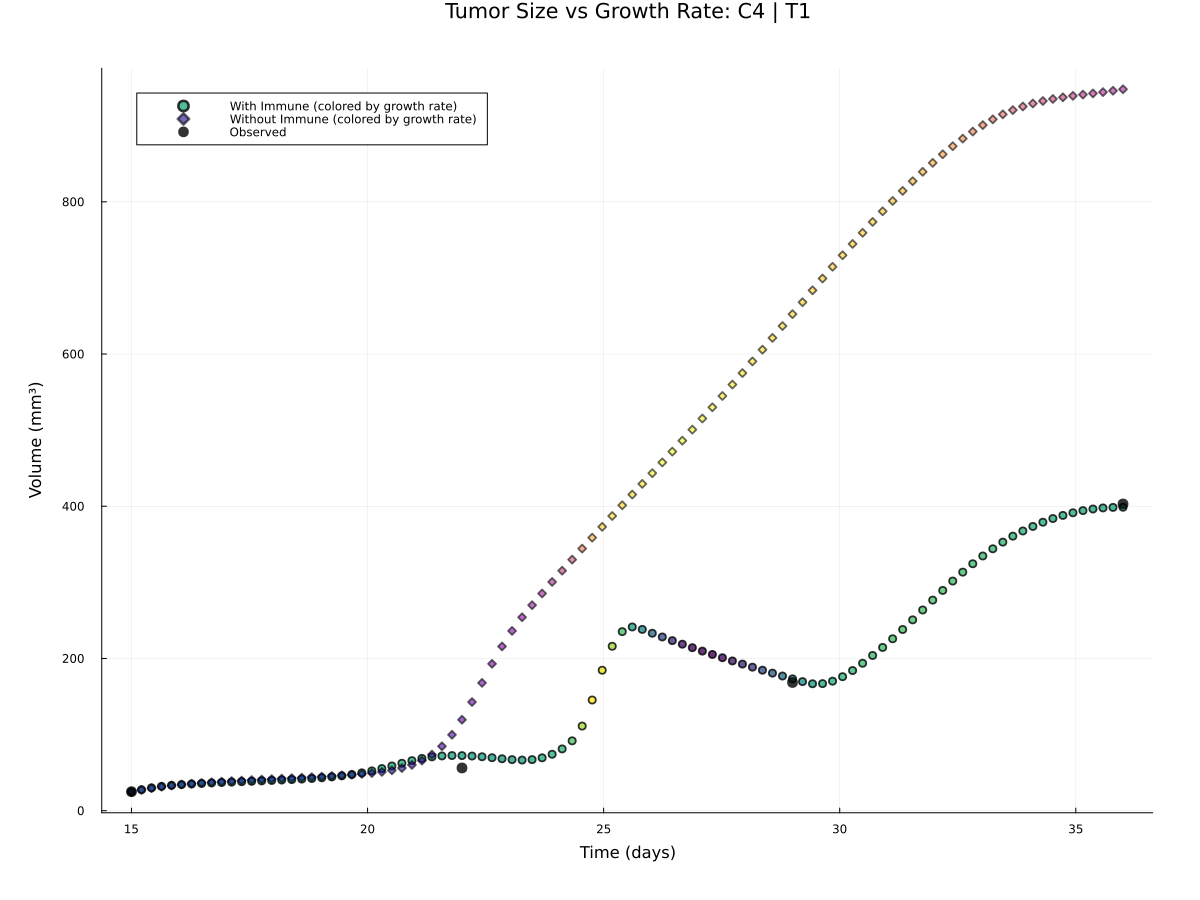 Tumor Size vs Growth Rate: C4 | T1
With Immune (colored by growth rate)
Without Immune (colored by growth rate)
Observed
Volume (mm³)
800
600
400
200
0
15
20
25
30
35
Time (days)